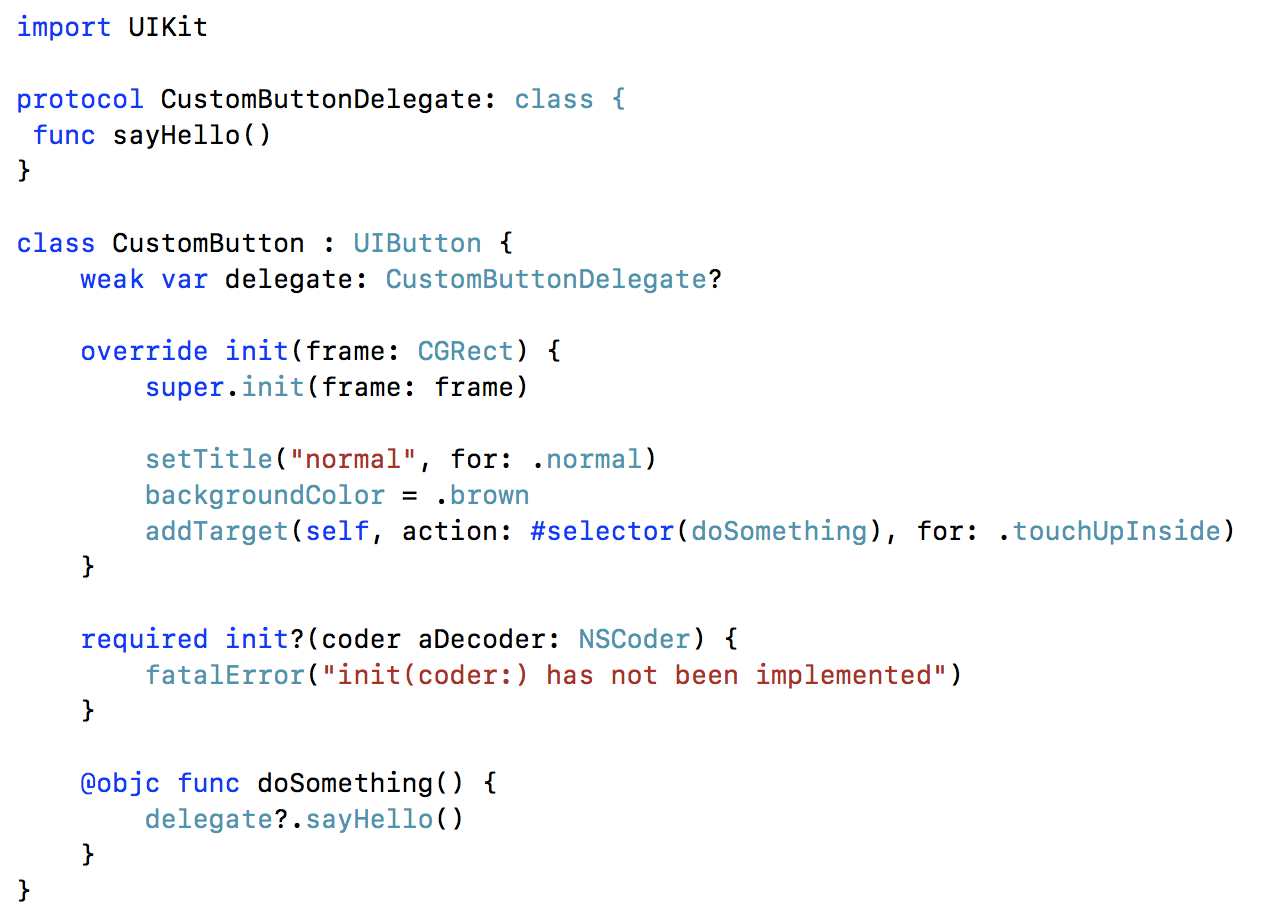 import UIKit

protocol CustomButtonDelegate: class {
 func sayHello()
}

class CustomButton : UIButton {
    weak var delegate: CustomButtonDelegate?

    override init(frame: CGRect) {
        super.init(frame: frame)

        setTitle("normal", for: .normal)
        backgroundColor = .brown
        addTarget(self, action: #selector(doSomething), for: .touchUpInside)
    }

    required init?(coder aDecoder: NSCoder) {
        fatalError("init(coder:) has not been implemented")
    }

    @objc func doSomething() {
        delegate?.sayHello()
    }
}